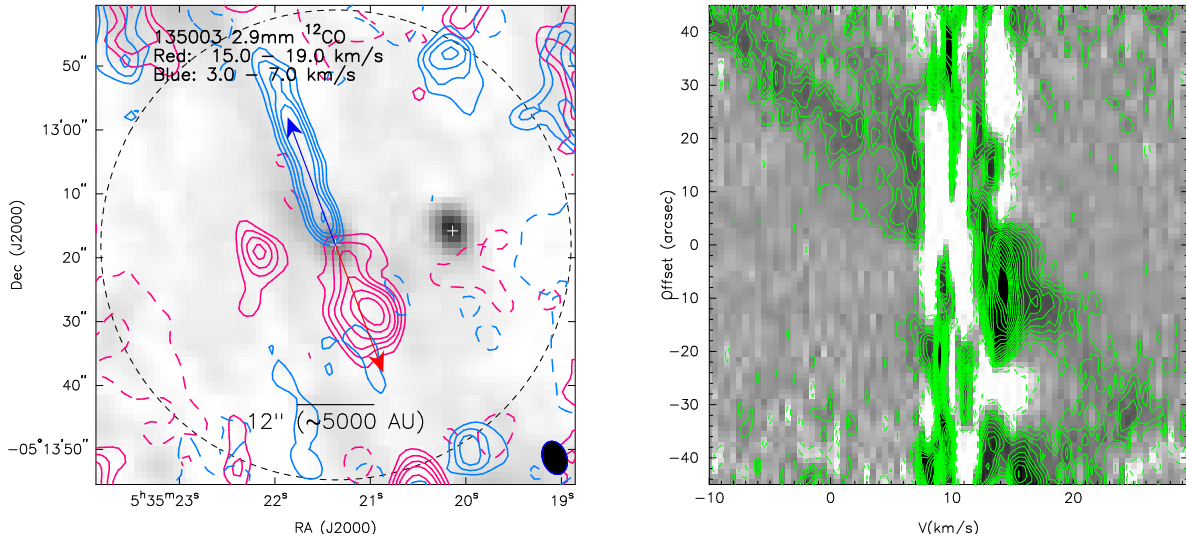 135003 2.9mm ¹²CO
Red: 15.0 – 19.0 km/s
Blue: 3.0 – 7.0 km/s
50"
13'00"
10"
20"
30"
40"
−05°13'50"
12'' (~5000 AU)
5ʰ35ᵐ23ˢ
22ˢ
21ˢ
20ˢ
19ˢ
RA (J2000)
Dec (J2000)
40
30
20
10
0
−10
−20
−30
−40
−10
0
10
20
V(km/s)
Offset (arcsec)